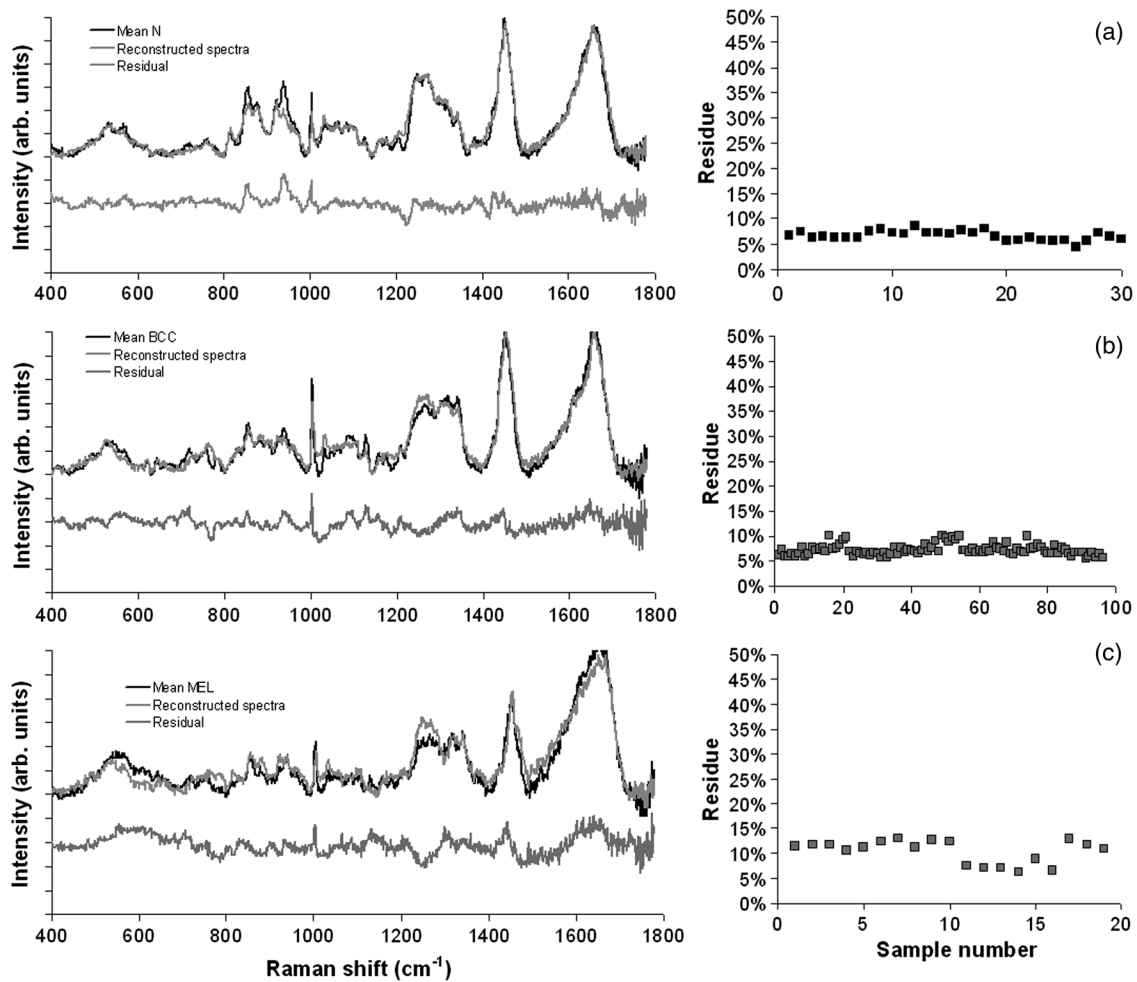 Mean N
Reconstructed spectra
Residual
Intensity (arb. units)
400 600 800 1000 1200 1400 1600 1800
(a)
Residue
50%
45%
40%
35%
30%
25%
20%
15%
10%
5%
0%
0 10 20 30
Mean BCC
Reconstructed spectra
Residual
Intensity (arb. units)
400 600 800 1000 1200 1400 1600 1800
(b)
Residue
50%
45%
40%
35%
30%
25%
20%
15%
10%
5%
0%
0 20 40 60 80 100
Mean MEL
Reconstructed spectra
Residual
Intensity (arb. units)
400 600 800 1000 1200 1400 1600 1800
Raman shift (cm⁻¹)
(c)
Residue
50%
45%
40%
35%
30%
25%
20%
15%
10%
5%
0%
0 5 10 15 20
Sample number